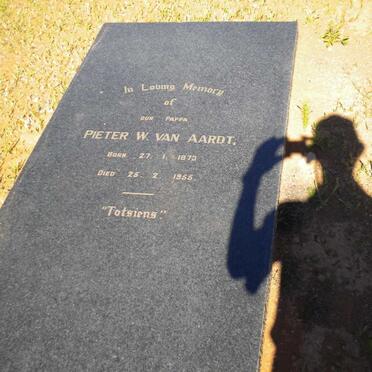 In Loving Memory
of
OUR PAPPA
PIETER W. VAN AARDT,
BORN 27. 1. 1873
DIED 25. 2. 1955.
"Totsiens".